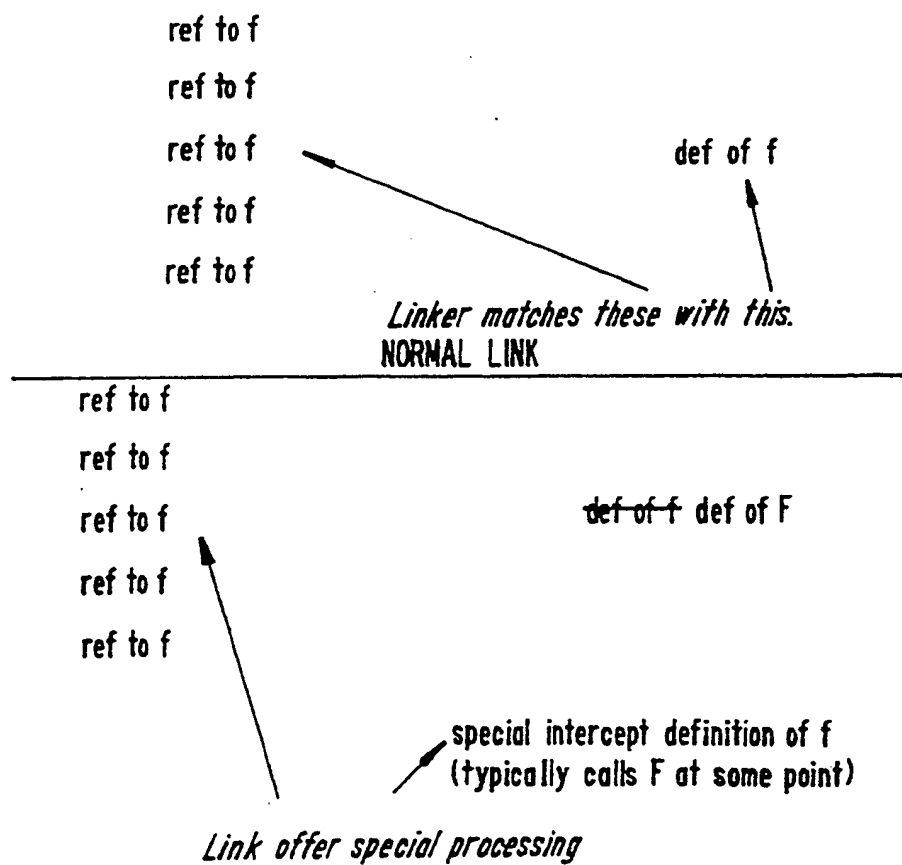 ref to f
ref to f
ref to f
def of f
ref to f
ref to f
Linker matches these with this.
NORMAL LINK
ref to f
ref to f
ref to f
def of f def of F
ref to f
ref to f
special intercept definition of f
(typically calls F at some point)
Link offer special processing